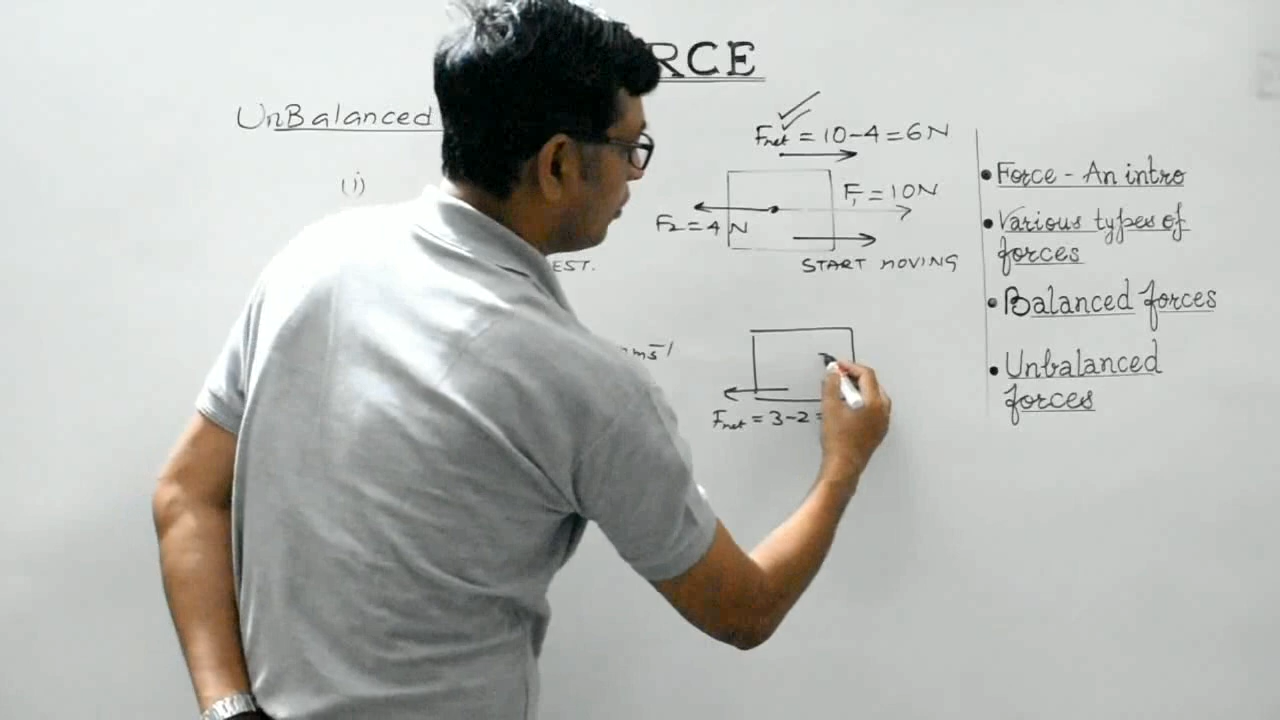 RCE
UnBalanced
Fnet = 10-4 = 6N
(i)
F1 = 10N
F2 = 4 N
EST.
START MOVING
ms-1
Fnet = 3-2 =
• Force - An intro
• Various types of
forces
• Balanced forces
• Unbalanced
forces